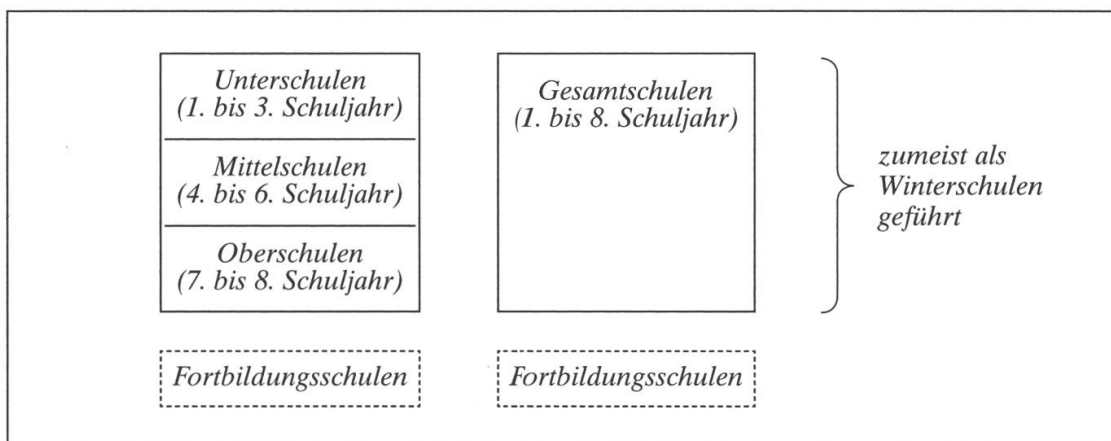 Unterschulen
(1. bis 3. Schuljahr)
Mittelschulen
(4. bis 6. Schuljahr)
Oberschulen
(7. bis 8. Schuljahr)
Fortbildungsschulen
Gesamtschulen
(1. bis 8. Schuljahr)
Fortbildungsschulen
zumeist als
Winterschulen
geführt